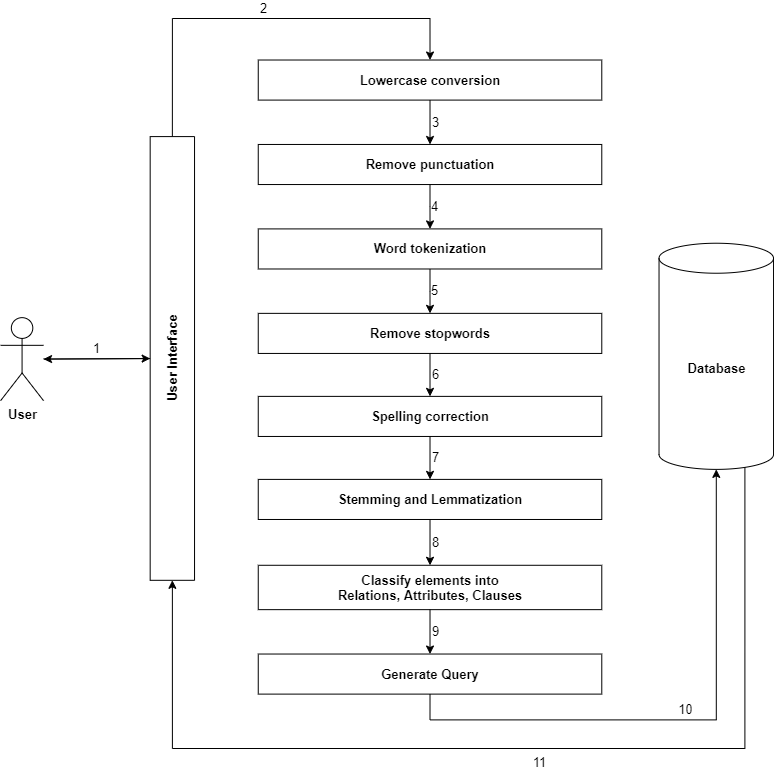 2
Lowercase conversion
3
Remove punctuation
4
Word tokenization
5
Remove stopwords
6
Spelling correction
7
Stemming and Lemmatization
8
Classify elements into
Relations, Attributes, Clauses
9
Generate Query
10
11
User Interface
1
User
Database